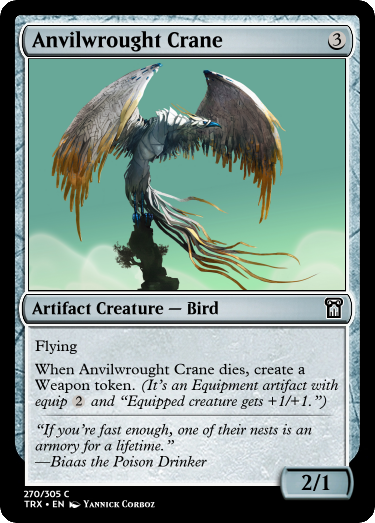 Anvilwrought Crane 3
Artifact Creature — Bird
Flying
When Anvilwrought Crane dies, create a
Weapon token. (It's an Equipment artifact with
equip 2 and “Equipped creature gets +1/+1.”)
“If you're fast enough, one of their nests is an
armory for a lifetime.”
—Biaas the Poison Drinker
2/1
270/305 C
TRX • EN Yannick Corboz